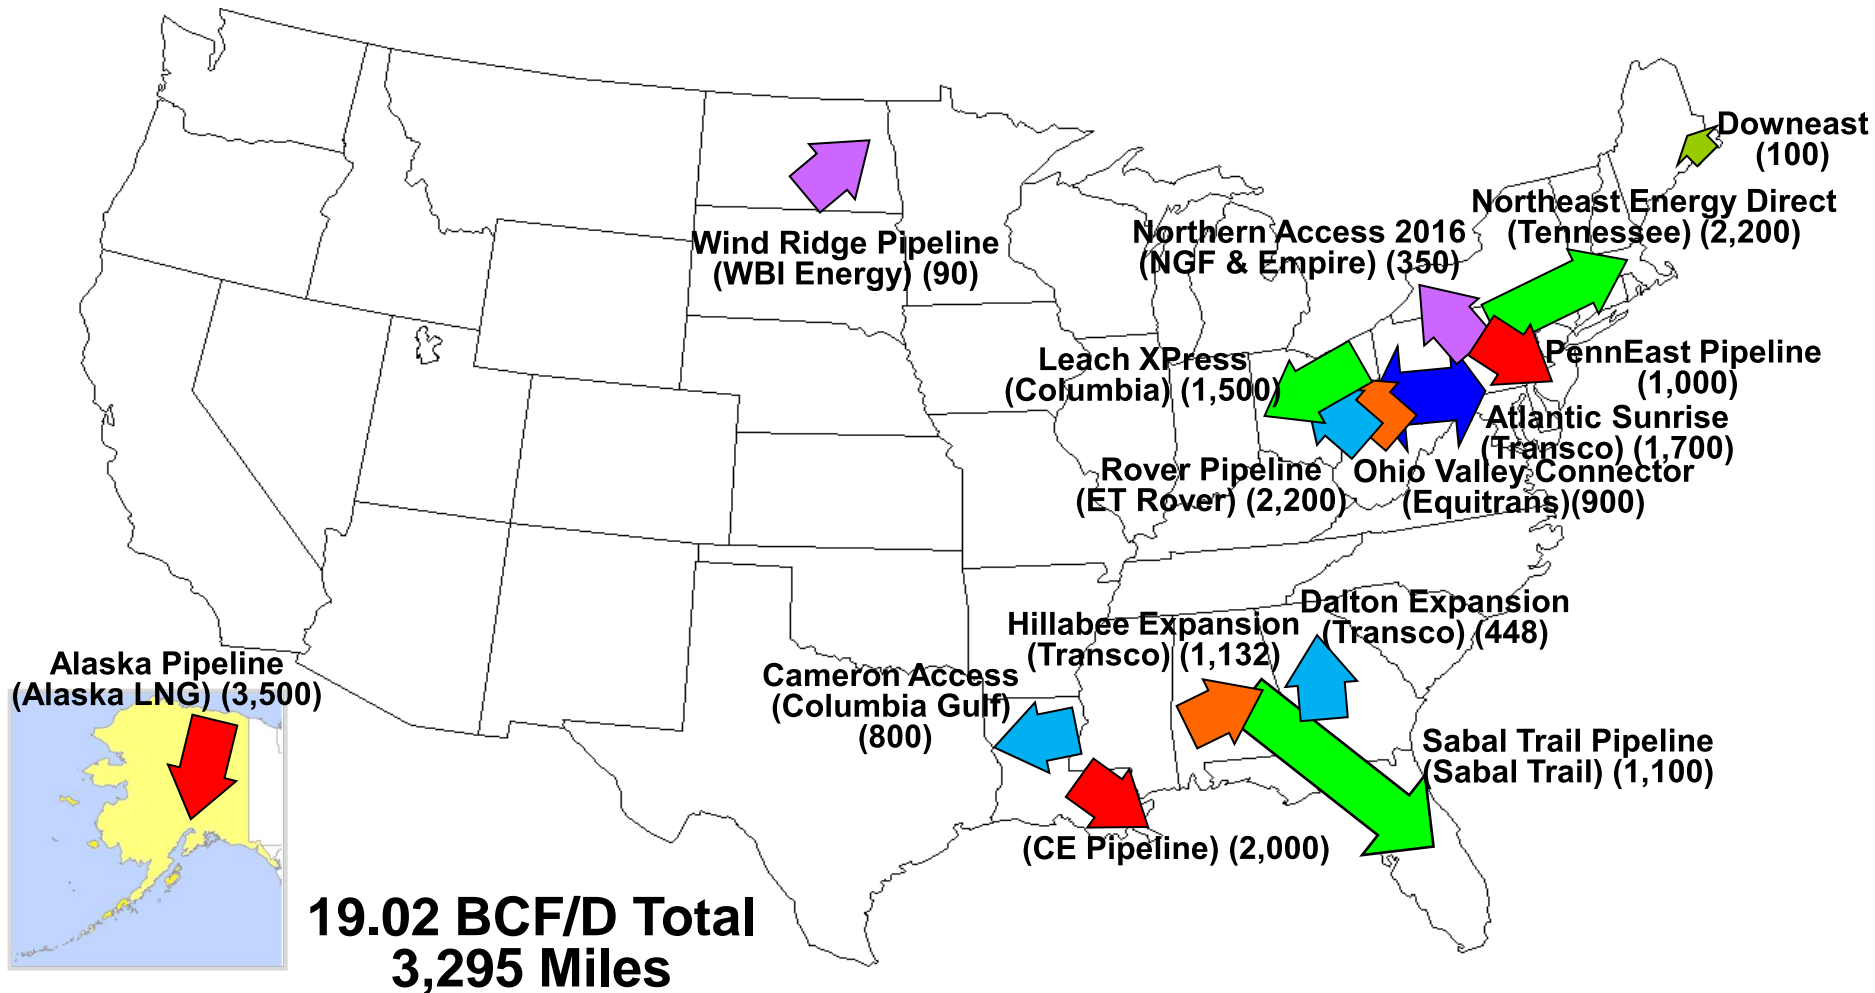 Downeast
(100)
Northeast Energy Direct
(Tennessee) (2,200)
Northern Access 2016
(NGF & Empire) (350)
Wind Ridge Pipeline
(WBI Energy) (90)
Leach XPress
(Columbia) (1,500)
PennEast Pipeline
(1,000)
Atlantic Sunrise
(Transco) (1,700)
Rover Pipeline
(ET Rover) (2,200)
Ohio Valley Connector
(Equitrans)(900)
Dalton Expansion
(Transco) (448)
Hillabee Expansion
(Transco) (1,132)
Cameron Access
(Columbia Gulf)
(800)
Alaska Pipeline
(Alaska LNG) (3,500)
Sabal Trail Pipeline
(Sabal Trail) (1,100)
(CE Pipeline) (2,000)
19.02 BCF/D Total
3,295 Miles